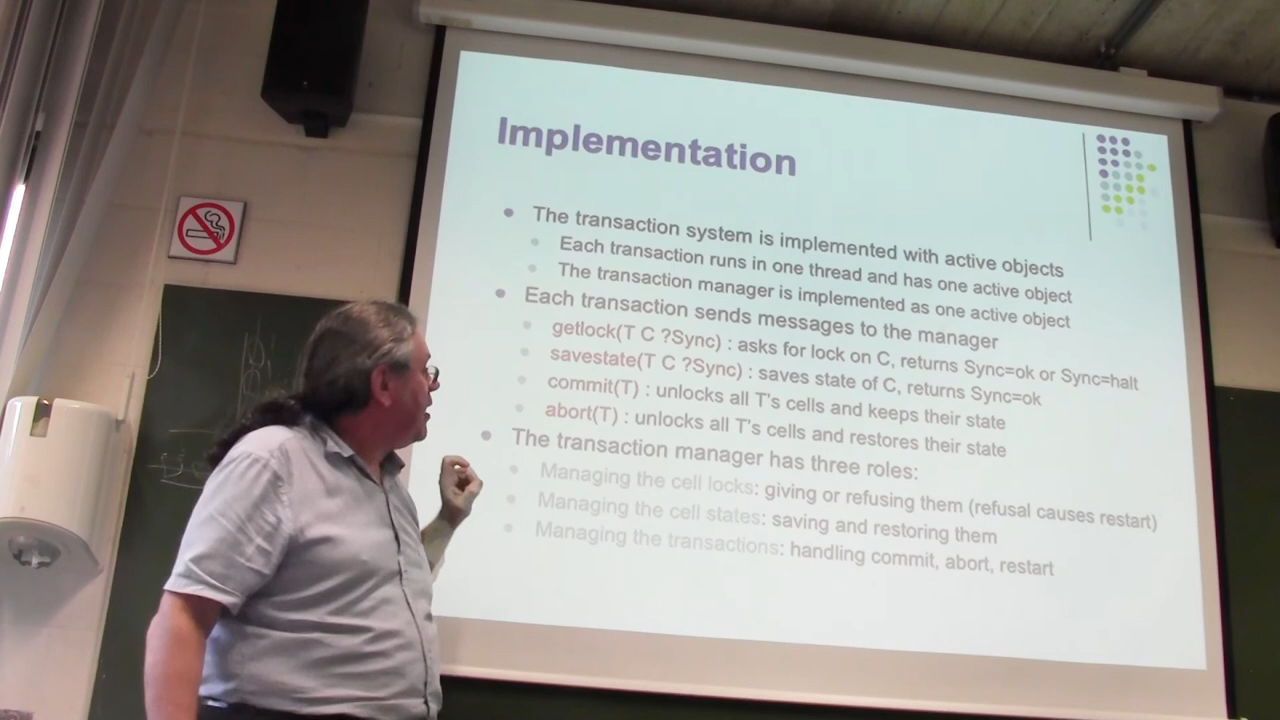 Implementation
The transaction system is implemented with active objects
Each transaction runs in one thread and has one active object
The transaction manager is implemented as one active object
Each transaction sends messages to the manager
getlock(T C ?Sync) : asks for lock on C, returns Sync=ok or Sync=halt
savestate(T C ?Sync) : saves state of C, returns Sync=ok
commit(T) : unlocks all T's cells and keeps their state
abort(T) : unlocks all T's cells and restores their state
The transaction manager has three roles:
Managing the cell locks: giving or refusing them (refusal causes restart)
Managing the cell states: saving and restoring them
Managing the transactions: handling commit, abort, restart